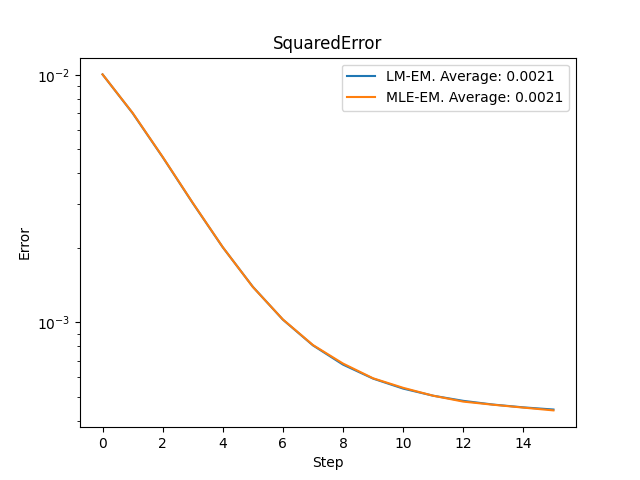 SquaredError
LM-EM. Average: 0.0021
MLE-EM. Average: 0.0021
Error
10⁻²
10⁻³
0 2 4 6 8 10 12 14
Step